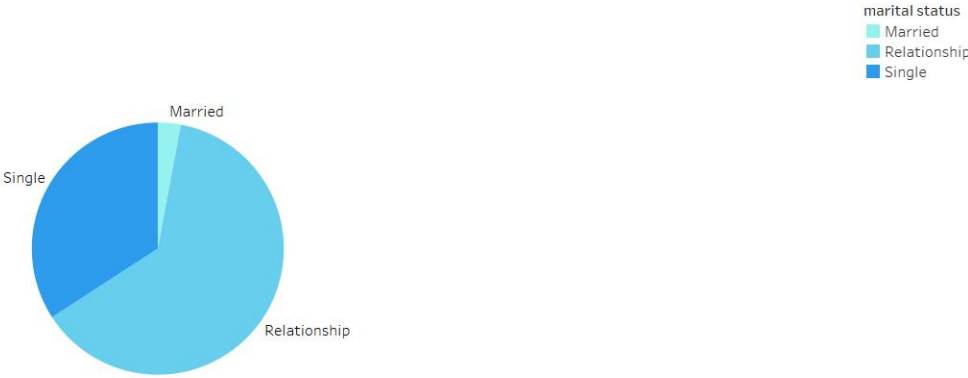 marital status
Married
Relationship
Single
Married
Single
Relationship